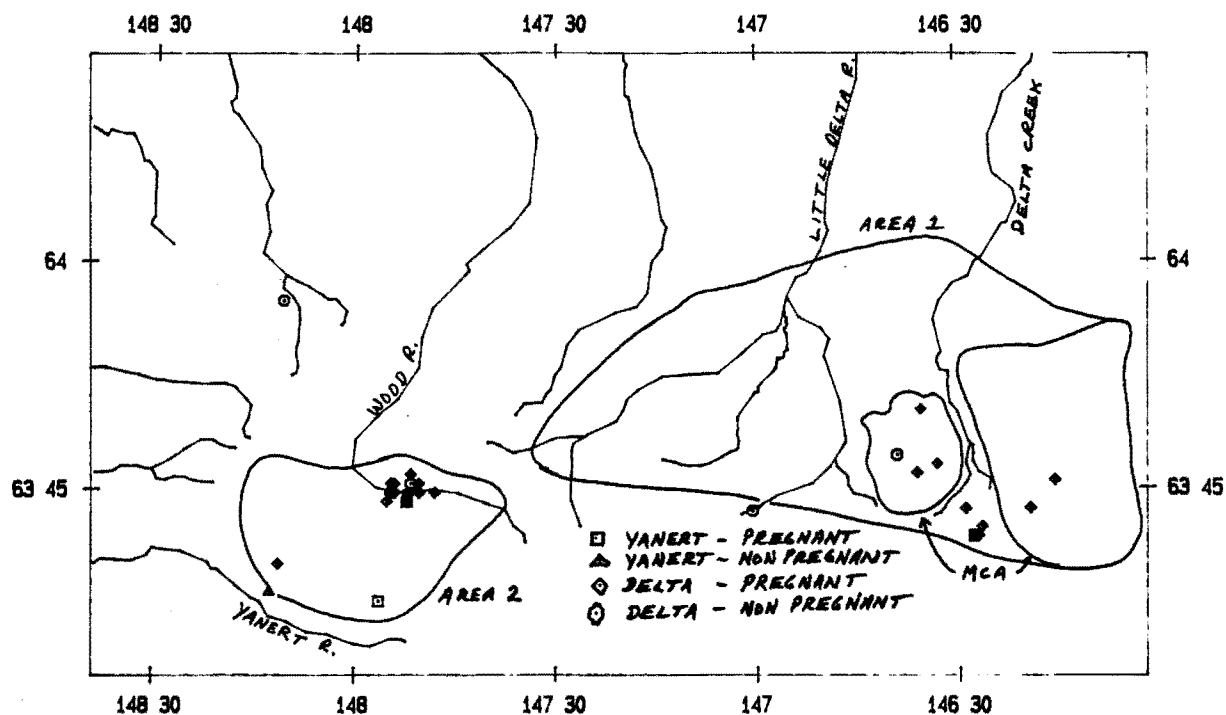 148 30 148 147 30 147 146 30
LITTLE DELTA R.
DELTA CREEK
AREA 1
64 64
WOOD R.
63 45 63 45
YANERT - PREGNANT
YANERT - NON PREGNANT
DELTA - PREGNANT
DELTA - NON PREGNANT
MCA
AREA 2
YANERT R.
148 30 148 147 30 147 146 30